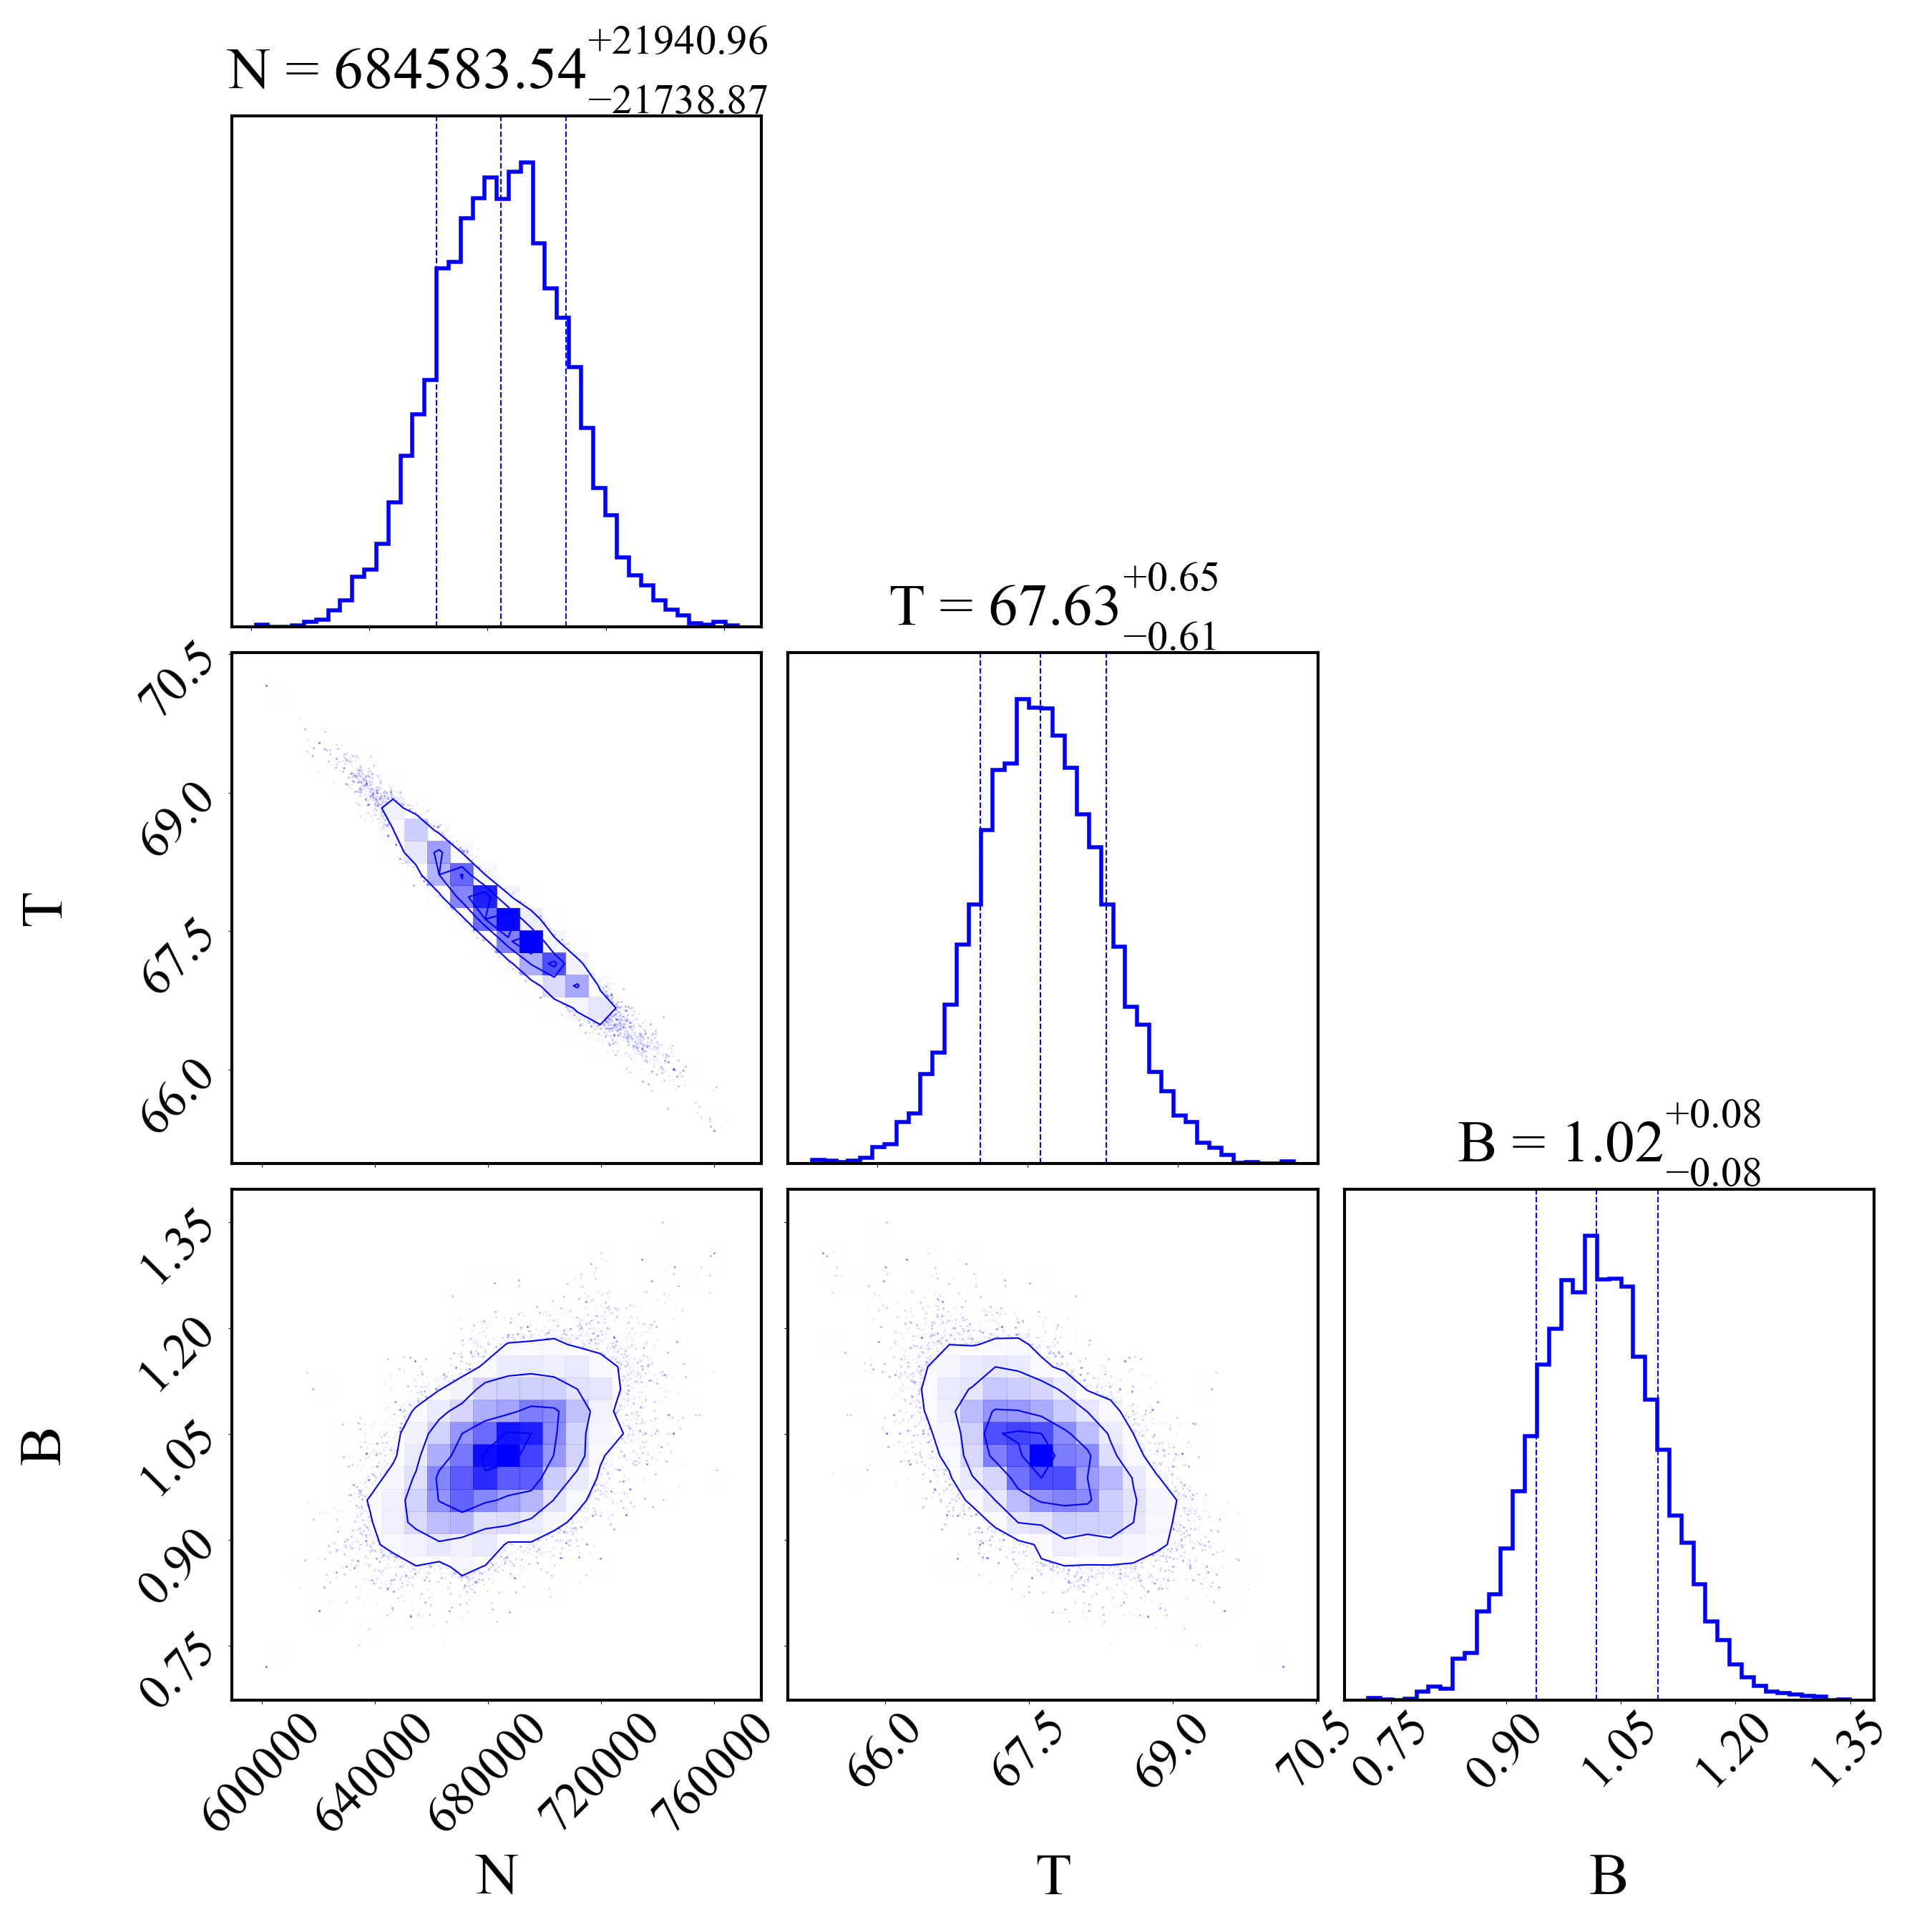 N = 684583.54 +21940.96 −21738.87
T = 67.63 +0.65 −0.61
B = 1.02 +0.08 −0.08
70.5
69.0
67.5
66.0
T
1.35
1.20
1.05
0.90
0.75
B
600000 640000 680000 720000 760000
66.0 67.5 69.0 70.5
0.75 0.90 1.05 1.20 1.35
N T B